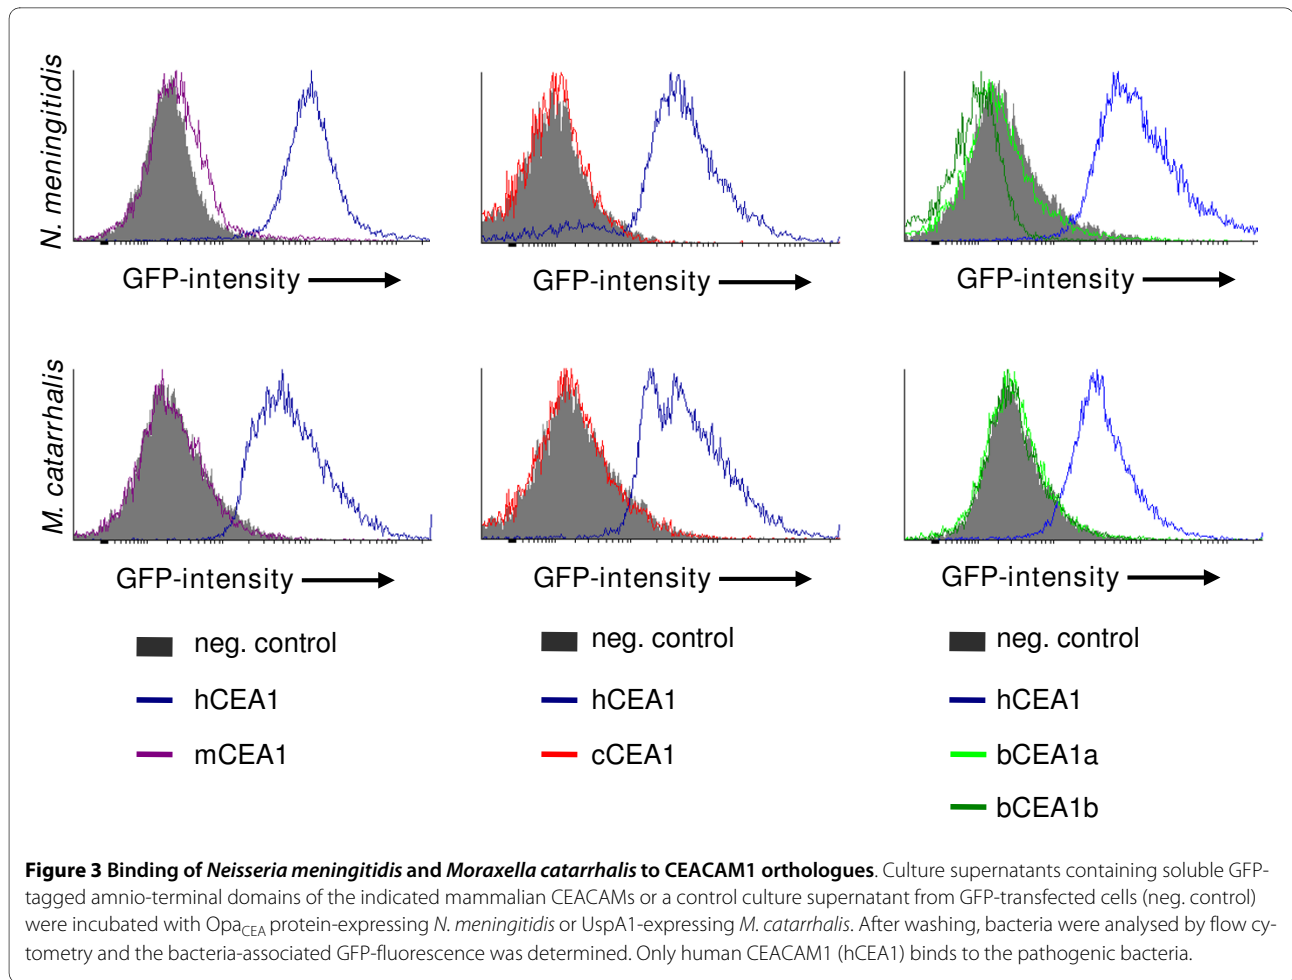 N. meningitidis
GFP-intensity
GFP-intensity
GFP-intensity
M. catarrhalis
GFP-intensity
GFP-intensity
GFP-intensity
neg. control
hCEA1
mCEA1
neg. control
hCEA1
cCEA1
neg. control
hCEA1
bCEA1a
bCEA1b
Figure 3 Binding of Neisseria meningitidis and Moraxella catarrhalis to CEACAM1 orthologues. Culture supernatants containing soluble GFP-
tagged amnio-terminal domains of the indicated mammalian CEACAMs or a control culture supernatant from GFP-transfected cells (neg. control)
were incubated with OpaCEA protein-expressing N. meningitidis or UspA1-expressing M. catarrhalis. After washing, bacteria were analysed by flow cy-
tometry and the bacteria-associated GFP-fluorescence was determined. Only human CEACAM1 (hCEA1) binds to the pathogenic bacteria.